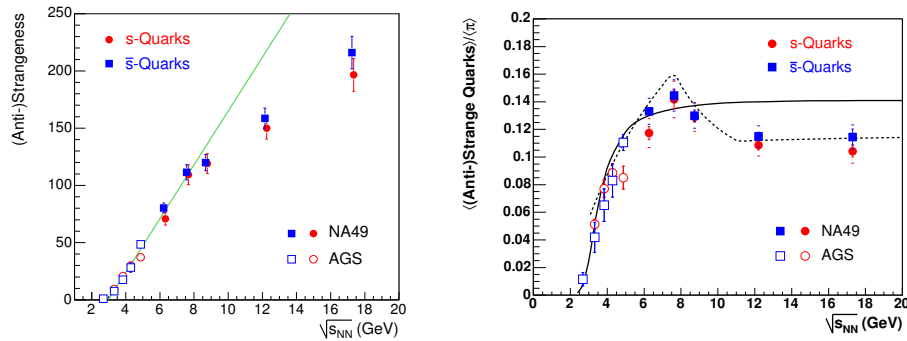 (Anti-)Strangeness
250
200
150
100
50
0
s-Quarks
s̅-Quarks
NA49
AGS
0 2 4 6 8 10 12 14 16 18 20
√s_NN (GeV)
⟨(Anti-)Strange Quarks⟩/⟨π⟩
0.2
0.18
0.16
0.14
0.12
0.1
0.08
0.06
0.04
0.02
0
s-Quarks
s̅-Quarks
NA49
AGS
0 2 4 6 8 10 12 14 16 18 20
√s_NN (GeV)